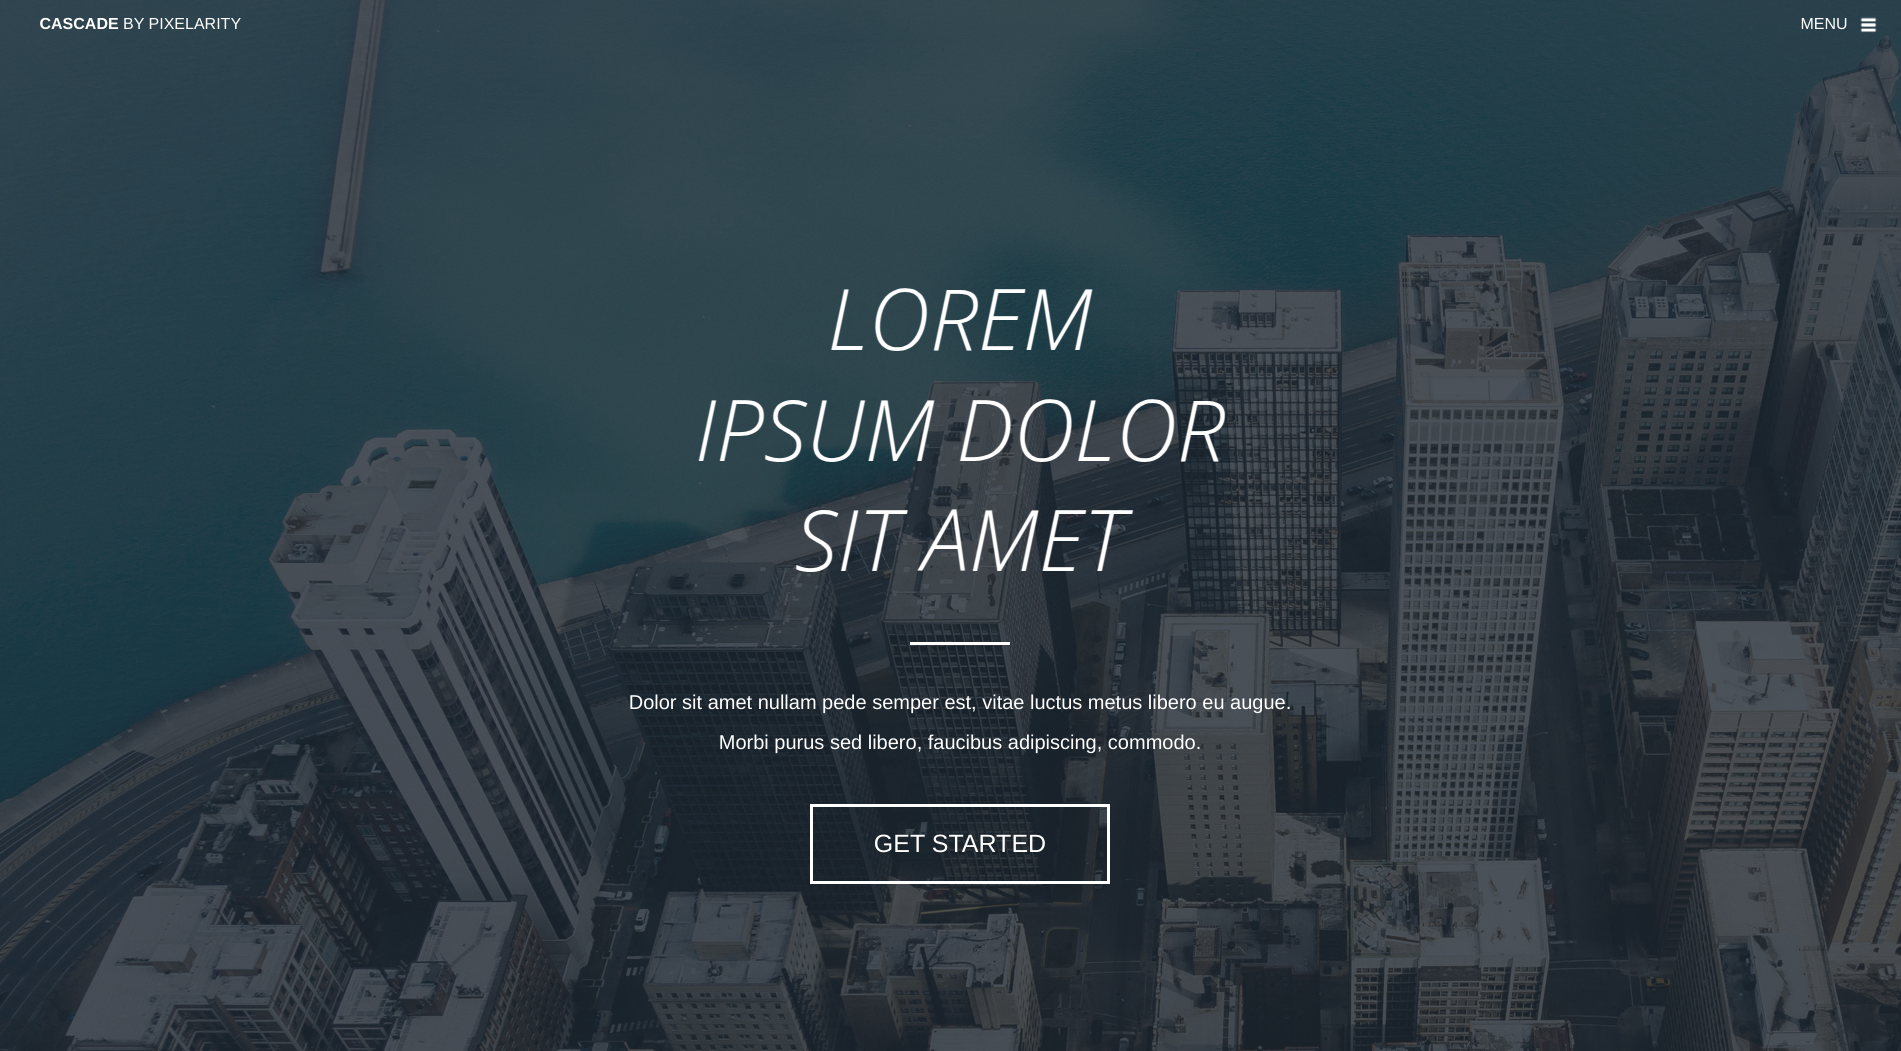 CASCADE BY PIXELARITY
MENU
LOREM
IPSUM DOLOR
SIT AMET
Dolor sit amet nullam pede semper est, vitae luctus metus libero eu augue.
Morbi purus sed libero, faucibus adipiscing, commodo.
GET STARTED